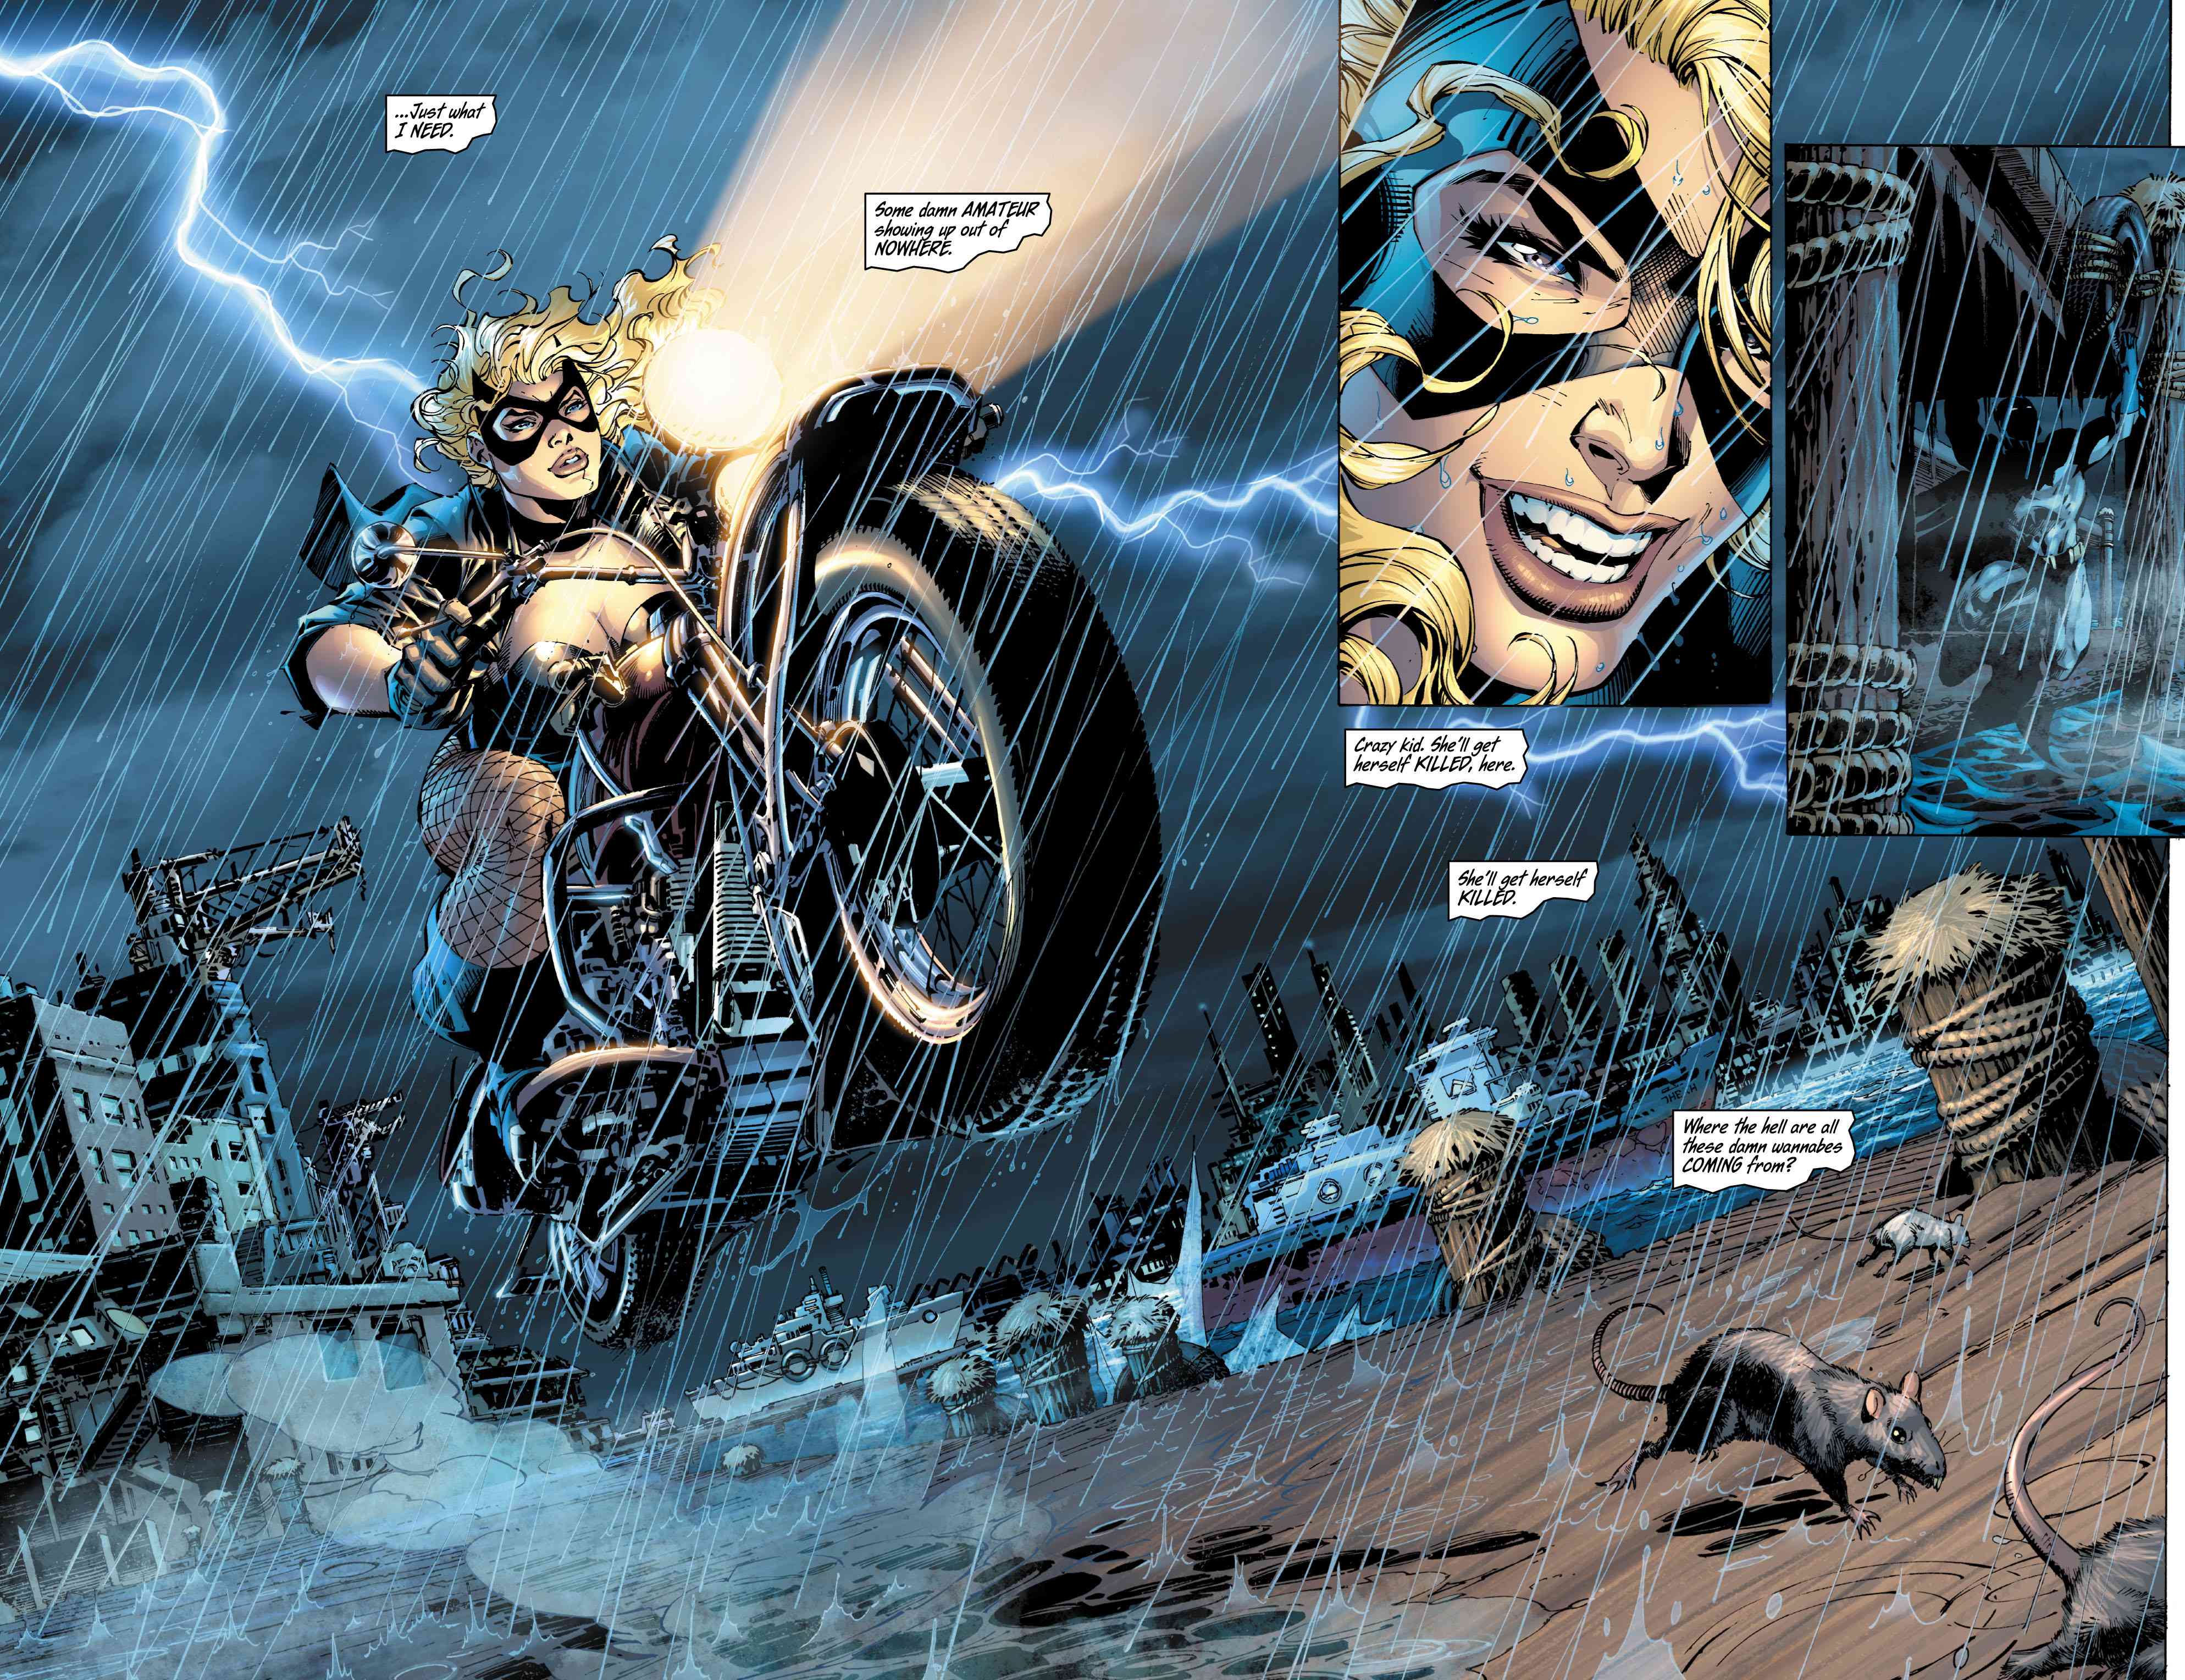 ...Just what
I NEED.
Some damn AMATEUR
showing up out of
NOWHERE.
Crazy kid. She'll get
herself KILLED, here.
She'll get herself
KILLED.
Where the hell are all
these damn wannabes
COMING from?